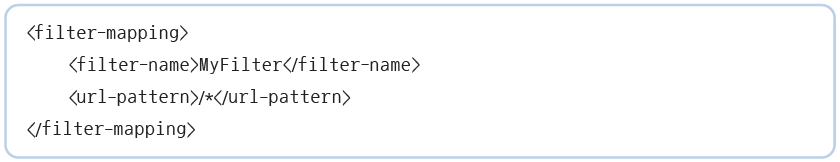 <filter-mapping>
    <filter-name>MyFilter</filter-name>
    <url-pattern>/*</url-pattern>
</filter-mapping>